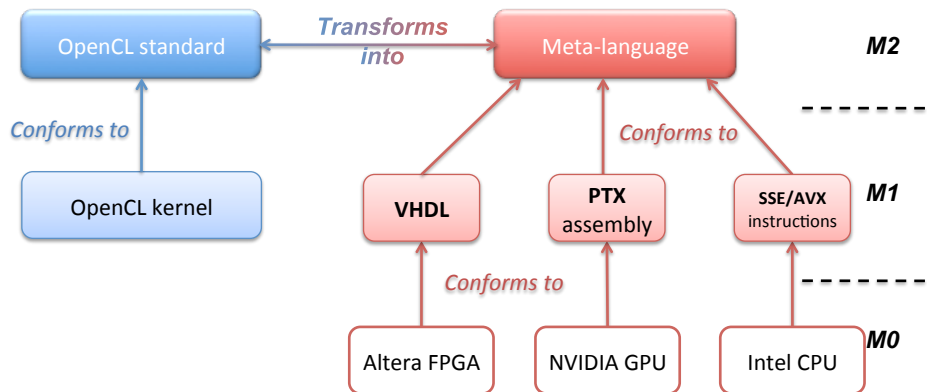 OpenCL standard
Transforms
into
Meta-language
M2
Conforms to
Conforms to
OpenCL kernel
VHDL
PTX
assembly
SSE/AVX
instructions
M1
Conforms to
Altera FPGA
NVIDIA GPU
Intel CPU
M0